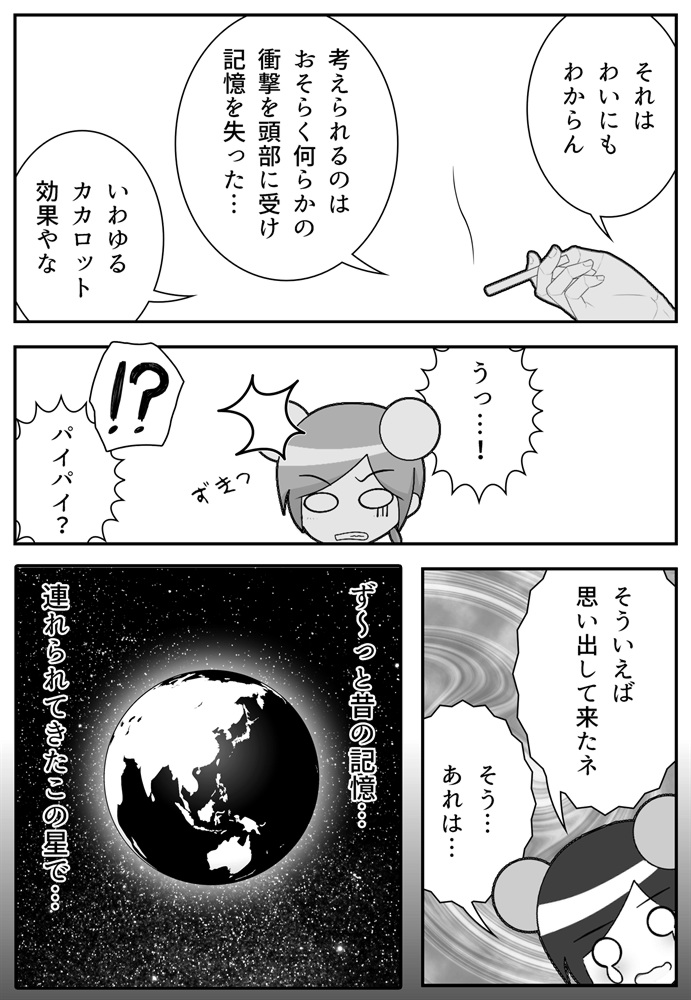 それは
わいにも
わからん
考えられるのは
おそらく何らかの
衝撃を頭部に受け
記憶を失った…
いわゆる
カカロット
効果やな
うっ…！
ずきっ
!?
パイパイ？
そういえば
思い出して来たネ
そう…
あれは…
ず〜っと昔の記憶…
連れられてきたこの星で…